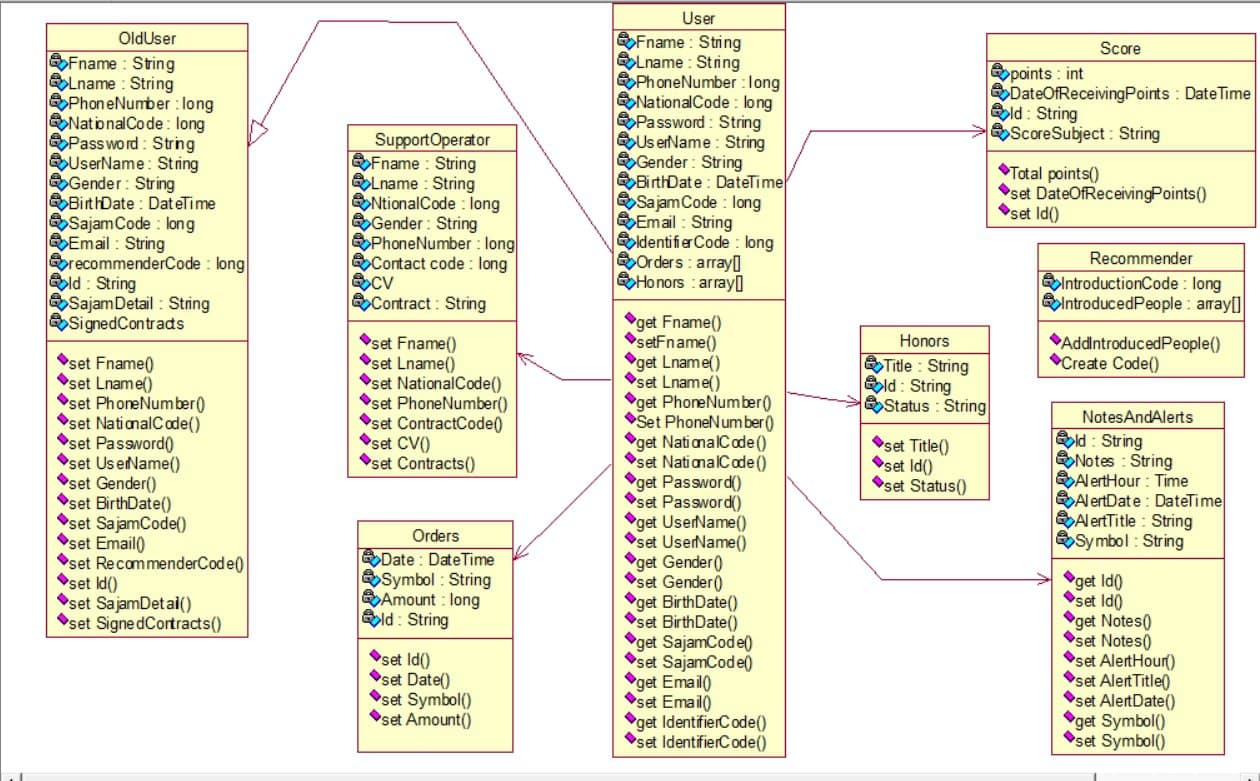 OldUser
Fname : String
Lname : String
PhoneNumber : long
NationalCode : long
Password : String
UserName : String
Gender : String
BirthDate : DateTime
SajamCode : long
Email : String
recommenderCode : long
Id : String
SajamDetail : String
SignedContracts
set Fname()
set Lname()
set PhoneNumber()
set NationalCode()
set Password()
set UserName()
set Gender()
set BirthDate()
set SajamCode()
set Email()
set RecommenderCode()
set Id()
set SajamDetail()
set SignedContracts()
SupportOperator
Fname : String
Lname : String
NtionalCode : long
Gender : String
PhoneNumber : long
Contact code : long
CV
Contract : String
set Fname()
set Lname()
set NationalCode()
set PhoneNumber()
set ContractCode()
set CV()
set Contracts()
Orders
Date : DateTime
Symbol : String
Amount : long
Id : String
set Id()
set Date()
set Symbol()
set Amount()
User
Fname : String
Lname : String
PhoneNumber : long
NationalCode : long
Password : String
UserName : String
Gender : String
BirthDate : DateTime
SajamCode : long
Email : String
IdentifierCode : long
Orders : array[]
Honors : array[]
get Fname()
setFname()
get Lname()
set Lname()
get PhoneNumber()
Set PhoneNumber()
get NationalCode()
set NationalCode()
get Password()
set Password()
get UserName()
set UserName()
get Gender()
set Gender()
get BirthDate()
set BirthDate()
get SajamCode()
set SajamCode()
get Email()
set Email()
get IdentifierCode()
set IdentifierCode()
Score
points : int
DateOfReceivingPoints : DateTime
Id : String
ScoreSubject : String
Total points()
set DateOfReceivingPoints()
set Id()
Recommender
IntroductionCode : long
IntroducedPeople : array[]
AddIntroducedPeople()
Create Code()
Honors
Title : String
Id : String
Status : String
set Title()
set Id()
set Status()
NotesAndAlerts
Id : String
Notes : String
AlertHour : Time
AlertDate : DateTime
AlertTitle : String
Symbol : String
get Id()
set Id()
get Notes()
set Notes()
set AlertHour()
set AlertTitle()
set AlertDate()
get Symbol()
set Symbol()